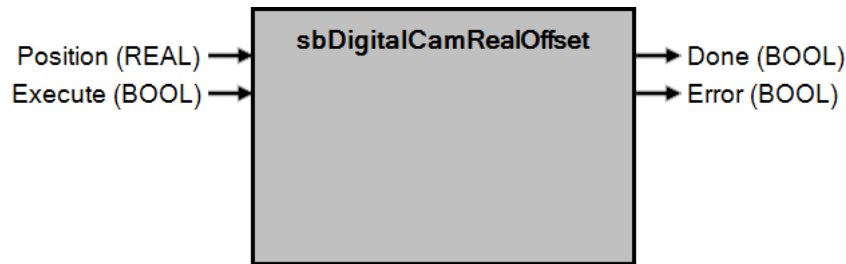 sbDigitalCamRealOffset
Position (REAL)
Execute (BOOL)
Done (BOOL)
Error (BOOL)